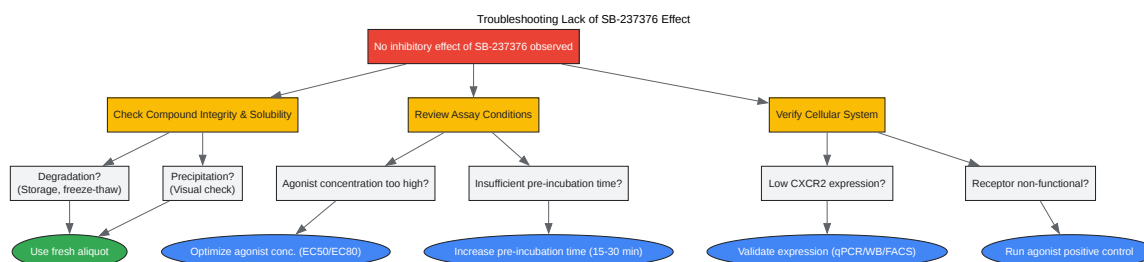 Troubleshooting Lack of SB-237376 Effect
No inhibitory effect of SB-237376 observed
Check Compound Integrity & Solubility
Review Assay Conditions
Verify Cellular System
Degradation?
(Storage, freeze-thaw)
Precipitation?
(Visual check)
Agonist concentration too high?
Insufficient pre-incubation time?
Low CXCR2 expression?
Receptor non-functional?
Use fresh aliquot
Optimize agonist conc. (EC50/EC80)
Increase pre-incubation time (15-30 min)
Validate expression (qPCR/WB/FACS)
Run agonist positive control